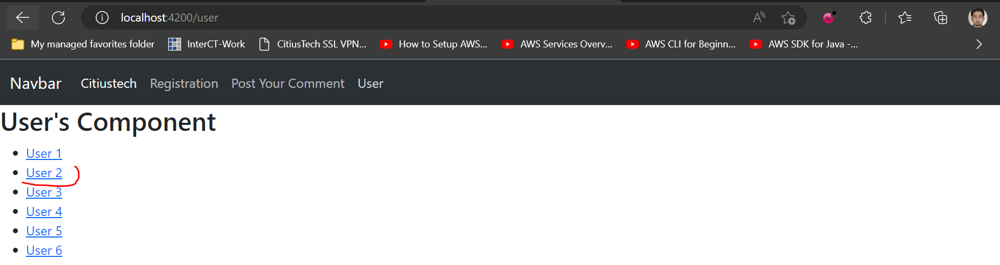 localhost:4200/user
My managed favorites folder InterCT-Work CitiusTech SSL VPN... How to Setup AWS... AWS Services Overv... AWS CLI for Beginn... AWS SDK for Java -...
Navbar Citiustech Registration Post Your Comment User
User's Component
User 1
User 2
User 3
User 4
User 5
User 6